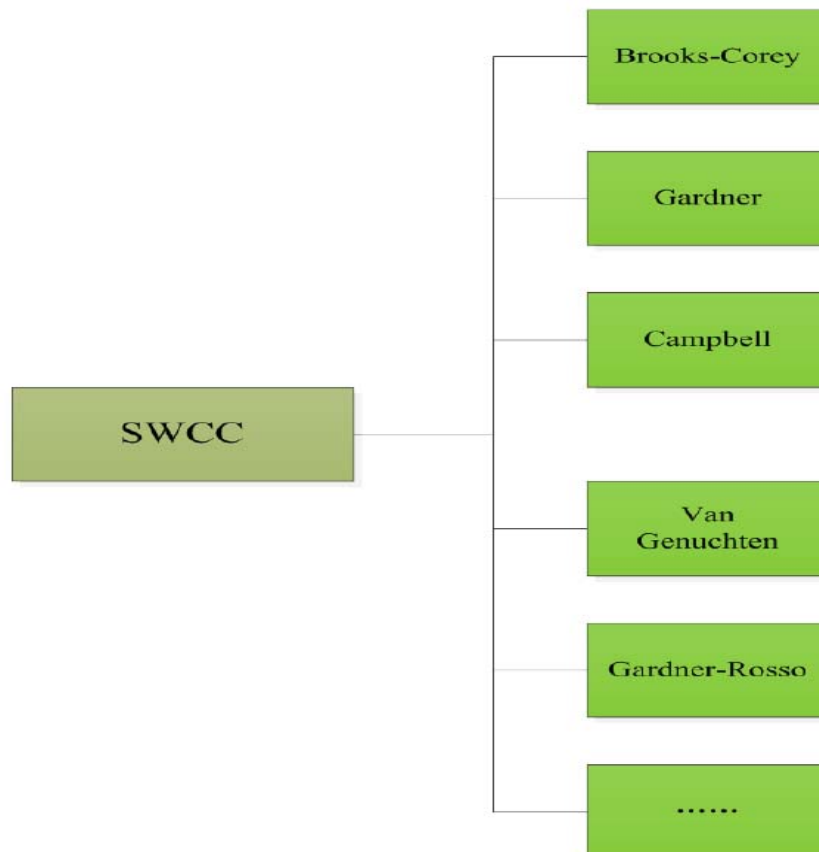 Brooks-Corey
Gardner
Campbell
SWCC
Van
Genuchten
Gardner-Rosso
......